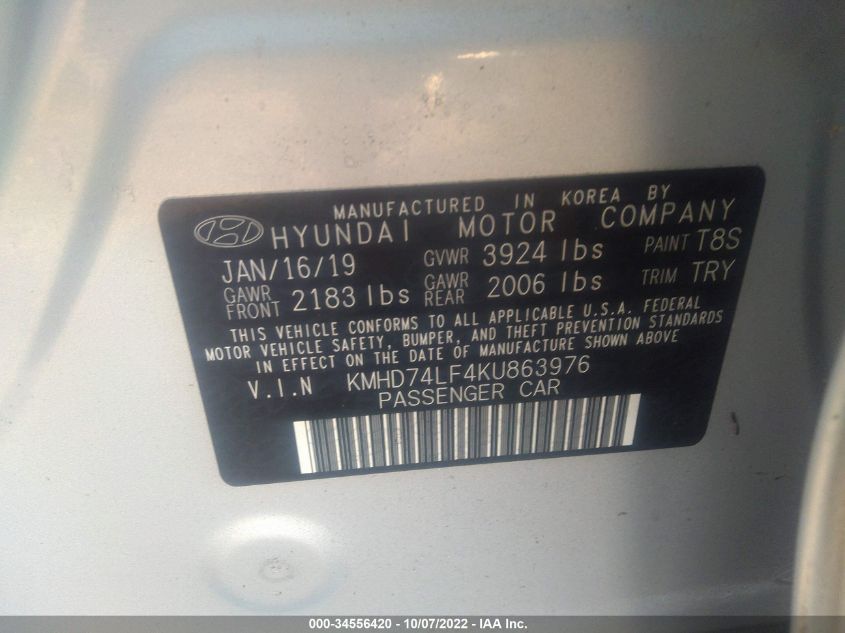 MANUFACTURED IN KOREA BY
HYUNDAI MOTOR COMPANY
JAN/16/19 GVWR 3924 lbs PAINT T8S
GAWR FRONT 2183 lbs GAWR REAR 2006 lbs TRIM TRY
THIS VEHICLE CONFORMS TO ALL APPLICABLE U.S.A. FEDERAL
MOTOR VEHICLE SAFETY, BUMPER, AND THEFT PREVENTION STANDARDS
IN EFFECT ON THE DATE OF MANUFACTURE SHOWN ABOVE
V.I.N KMHD74LF4KU863976
PASSENGER CAR
000-34556420 - 10/07/2022 - IAA Inc.